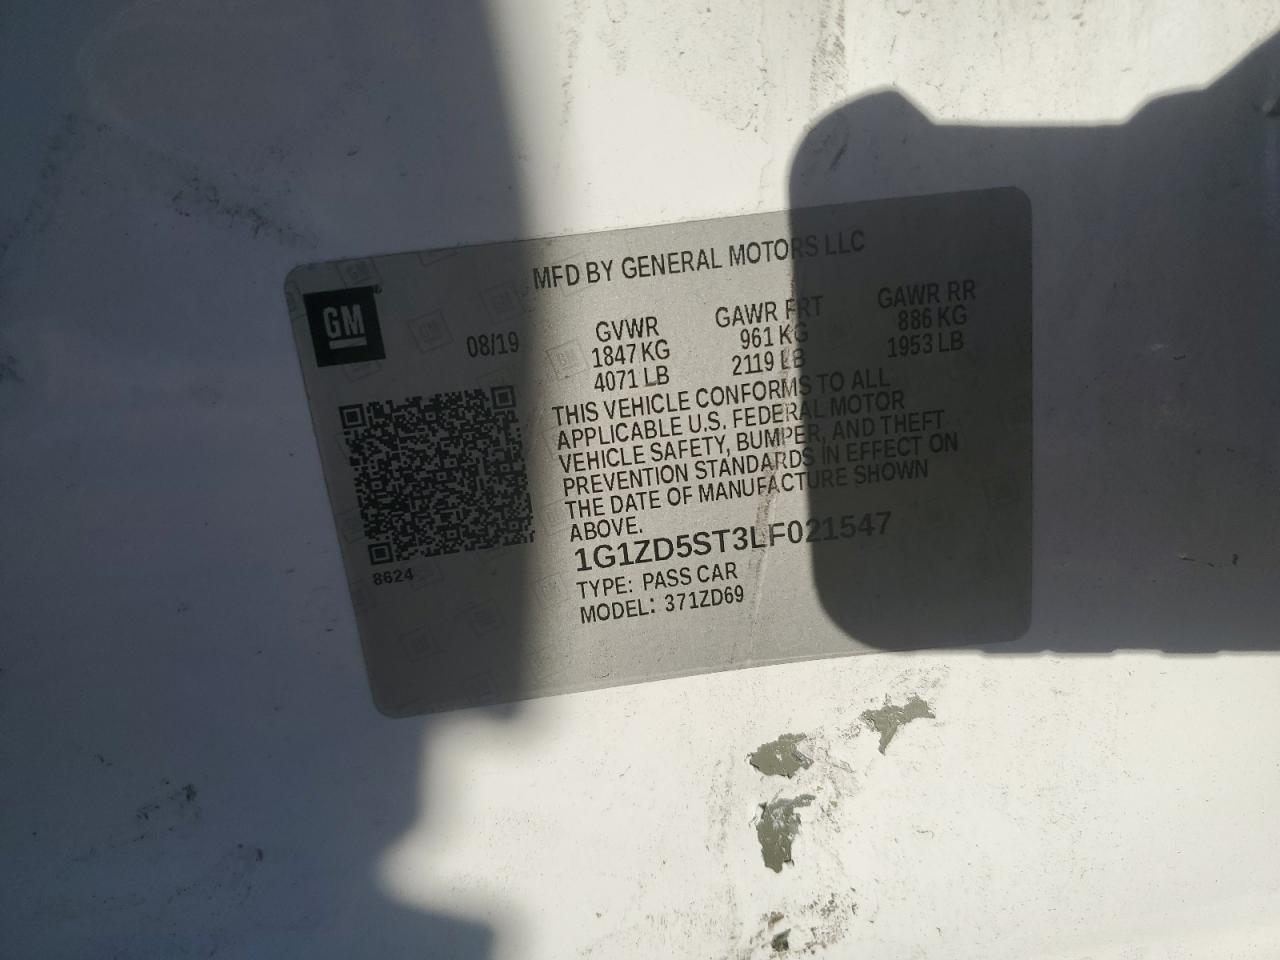 MFD BY GENERAL MOTORS LLC
GM
08/19
GVWR GAWR FRT GAWR RR
1847 KG 961 KG 886 KG
4071 LB 2119 LB 1953 LB
THIS VEHICLE CONFORMS TO ALL
APPLICABLE U.S. FEDERAL MOTOR
VEHICLE SAFETY, BUMPER, AND THEFT
PREVENTION STANDARDS IN EFFECT ON
THE DATE OF MANUFACTURE SHOWN
ABOVE.
1G1ZD5ST3LF021547
8624
TYPE: PASS CAR
MODEL: 371ZD69